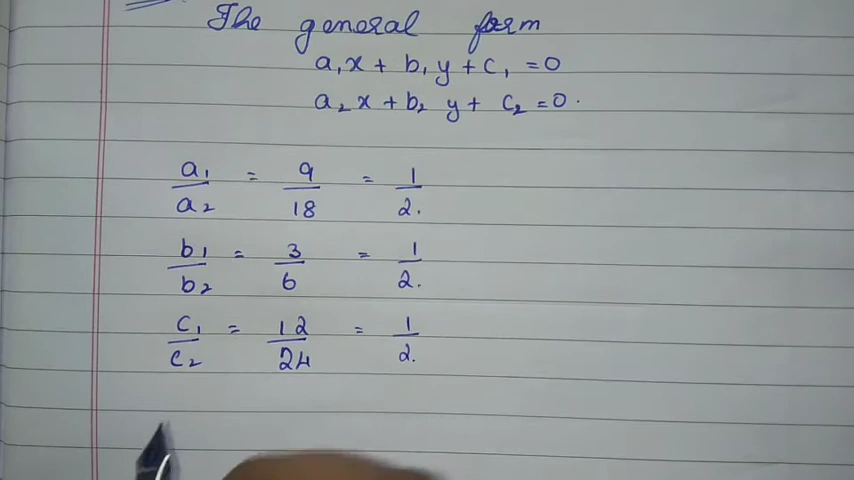 The general form
a₁x + b₁y + c₁ = 0
a₂x + b₂ y + c₂ = 0.
a₁/a₂ = 9/18 = 1/2.
b₁/b₂ = 3/6 = 1/2.
c₁/c₂ = 12/24 = 1/2.